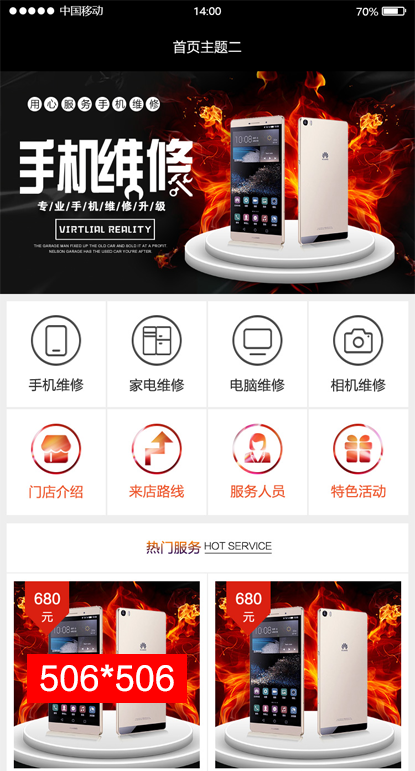 中国移动 14:00 70%
首页主题二
用心服务手机维修
手机维修
专/业/手/机/维/修/升/级
VIRTLIAL REALITY
THE GARAGE MAN FIXED UP THE OLD CAR AND SOLD IT AT A PROFIT.
NEILSON GARAGE HAS THE USED CAR YOU'RE AFTER.
手机维修 家电维修 电脑维修 相机维修
门店介绍 来店路线 服务人员 特色活动
热门服务 HOT SERVICE
680 680
元 元
506*506